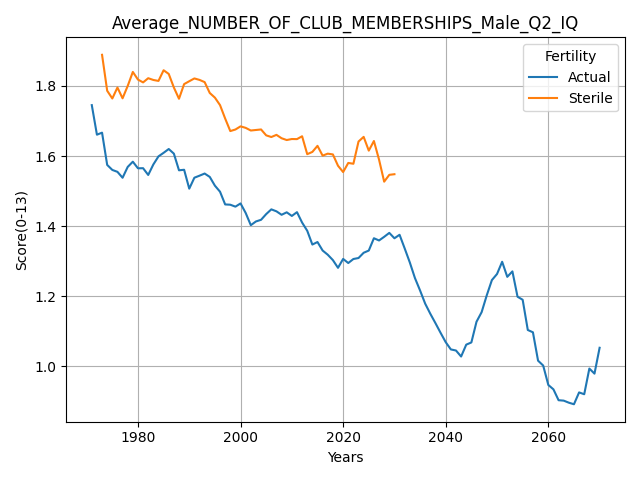 Average_NUMBER_OF_CLUB_MEMBERSHIPS_Male_Q2_IQ
Fertility
Actual
Sterile
Score(0-13)
1.8
1.6
1.4
1.2
1.0
1980
2000
2020
2040
2060
Years